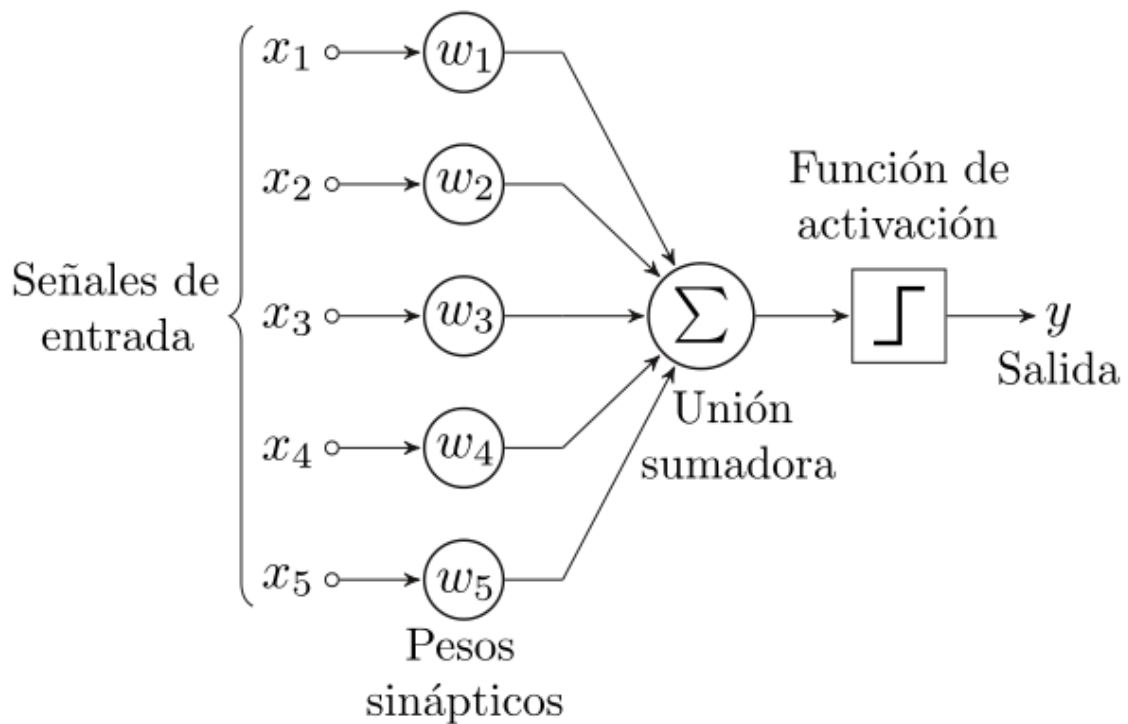 x₁
w₁
x₂
w₂
Función de
activación
Señales de
entrada
x₃
w₃
∑
y
Salida
Unión
sumadora
x₄
w₄
x₅
w₅
Pesos
sinápticos